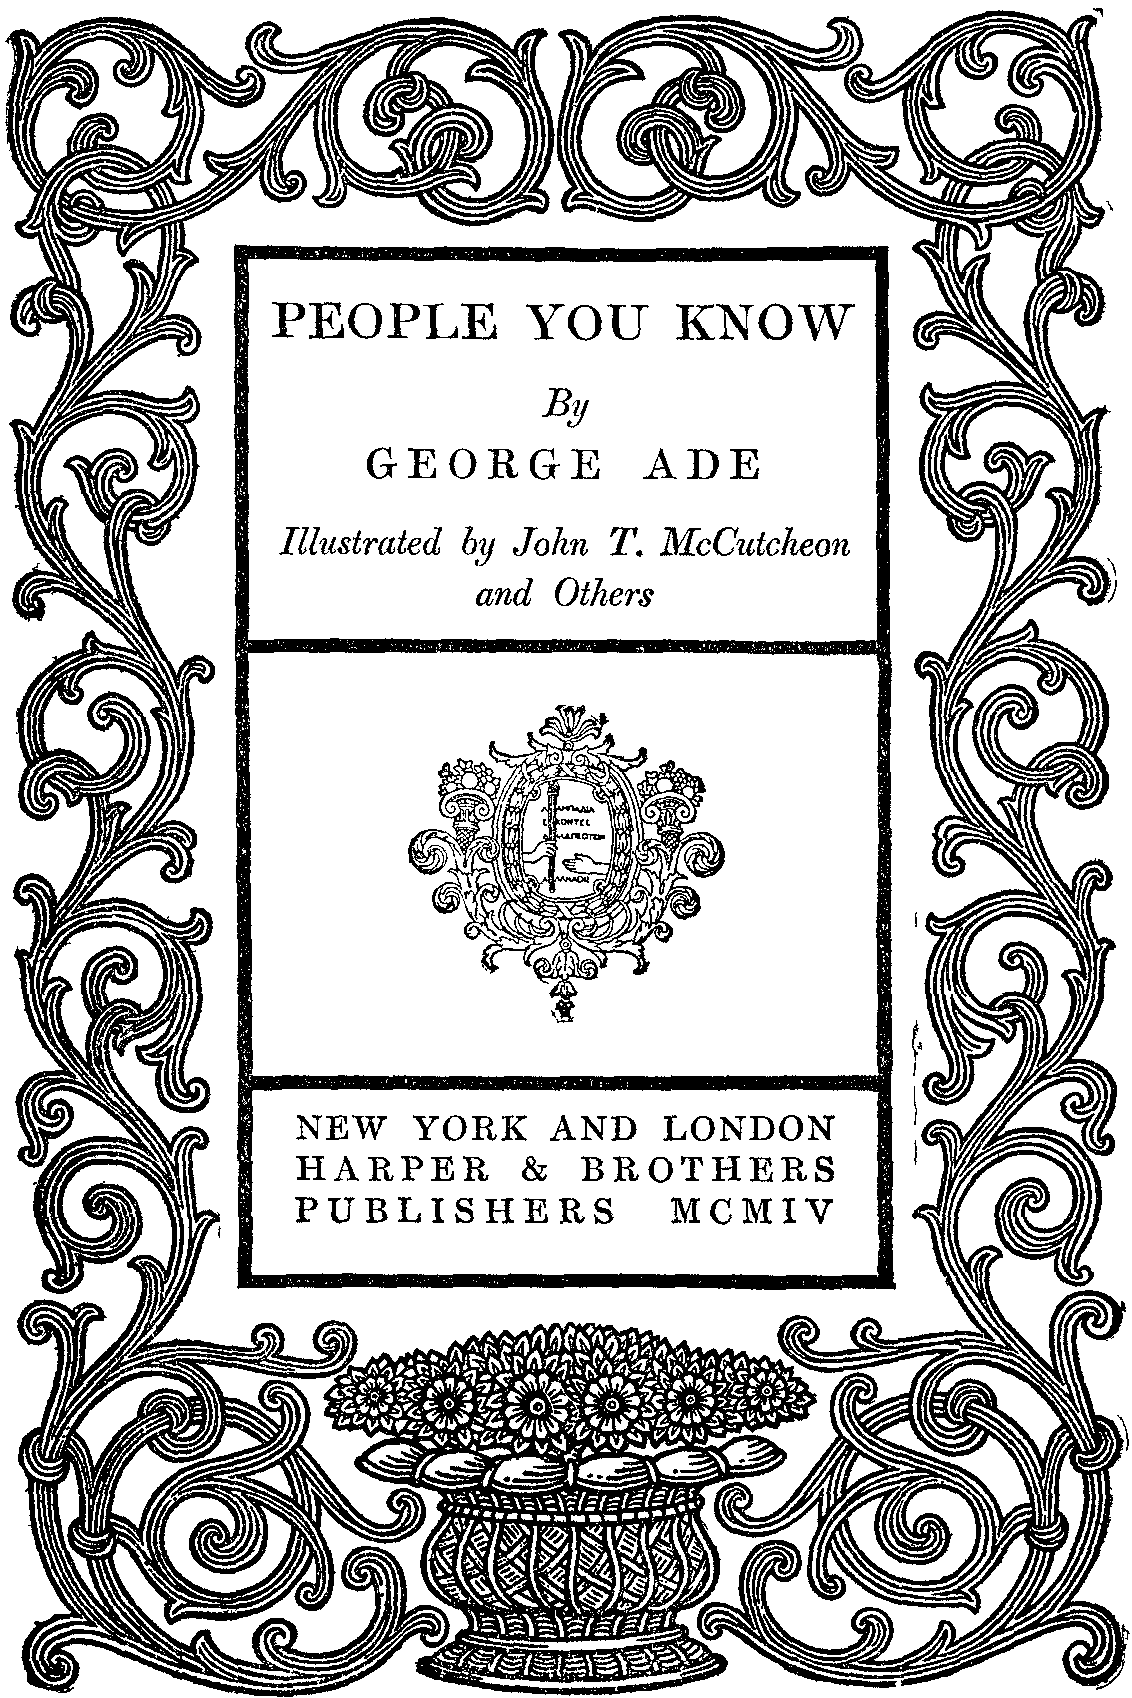 PEOPLE YOU KNOW
By
GEORGE ADE
Illustrated by John T. McCutcheon
and Others
NEW YORK AND LONDON
HARPER & BROTHERS
PUBLISHERS MCMIV